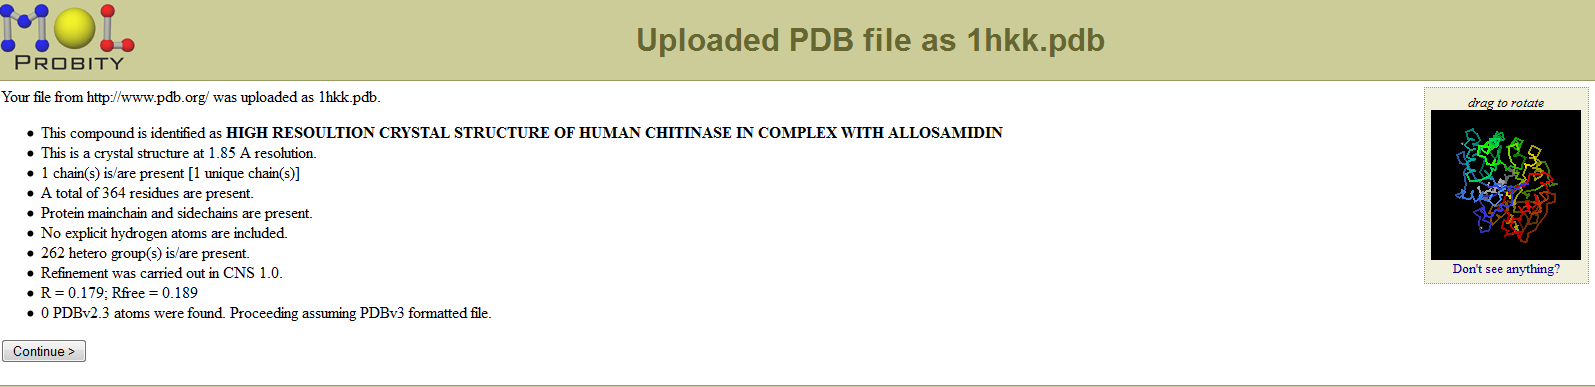 MOL
PROBITY
Uploaded PDB file as 1hkk.pdb
Your file from http://www.pdb.org/ was uploaded as 1hkk.pdb.
• This compound is identified as HIGH RESOULTION CRYSTAL STRUCTURE OF HUMAN CHITINASE IN COMPLEX WITH ALLOSAMIDIN
• This is a crystal structure at 1.85 A resolution.
• 1 chain(s) is/are present [1 unique chain(s)]
• A total of 364 residues are present.
• Protein mainchain and sidechains are present.
• No explicit hydrogen atoms are included.
• 262 hetero group(s) is/are present.
• Refinement was carried out in CNS 1.0.
• R = 0.179; Rfree = 0.189
• 0 PDBv2.3 atoms were found. Proceeding assuming PDBv3 formatted file.
Continue >
drag to rotate
Don't see anything?